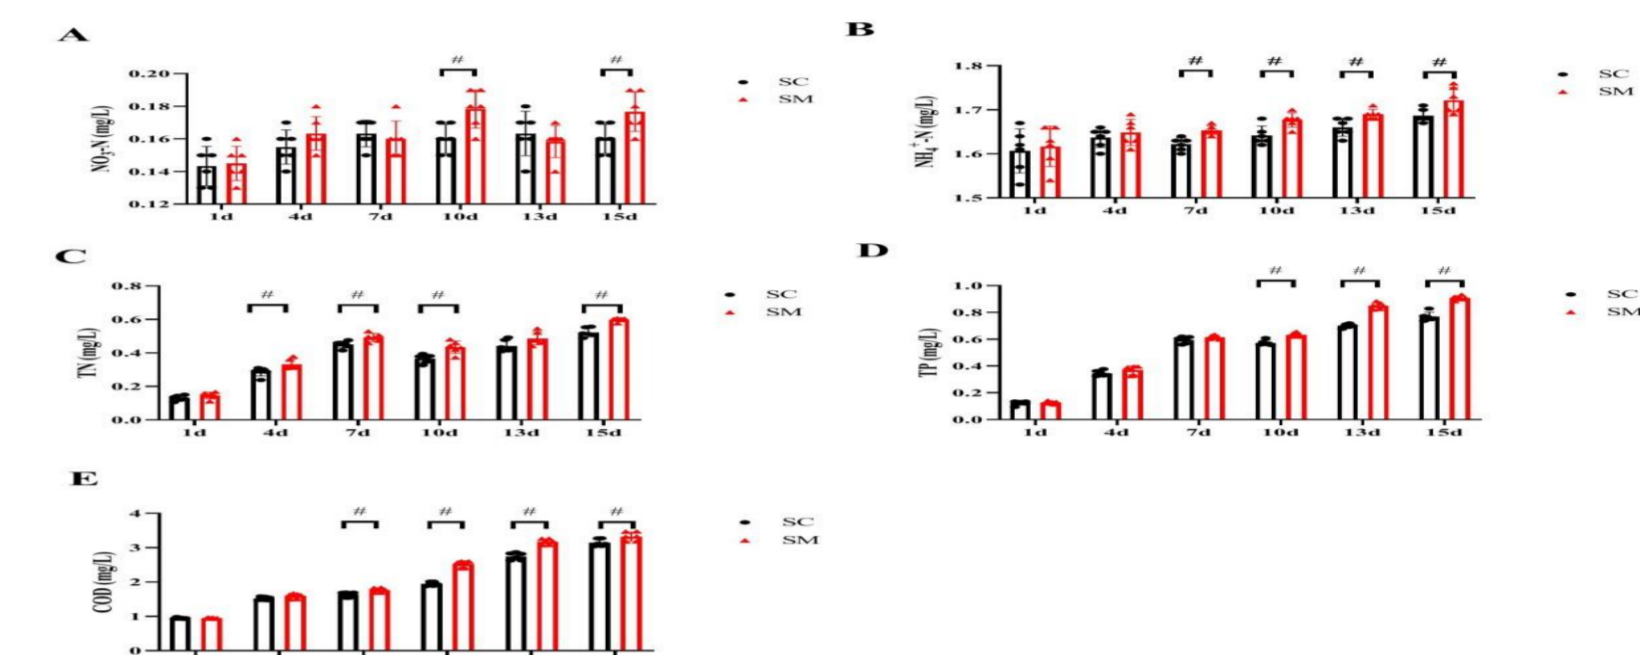 A
#
#
0.20
0.18
0.16
0.14
0.12
NO3-N (mg/L)
1d 4d 7d 10d 13d 15d
SC
SM
B
# # # #
1.8
1.7
1.6
1.5
NH4+-N (mg/L)
1d 4d 7d 10d 13d 15d
SC
SM
C
# # # #
0.8
0.6
0.4
0.2
0.0
TN (mg/L)
1d 4d 7d 10d 13d 15d
SC
SM
D
# # #
1.0
0.8
0.6
0.4
0.2
0.0
TP (mg/L)
1d 4d 7d 10d 13d 15d
SC
SM
E
# # # #
4
3
2
1
0
COD (mg/L)
SC
SM